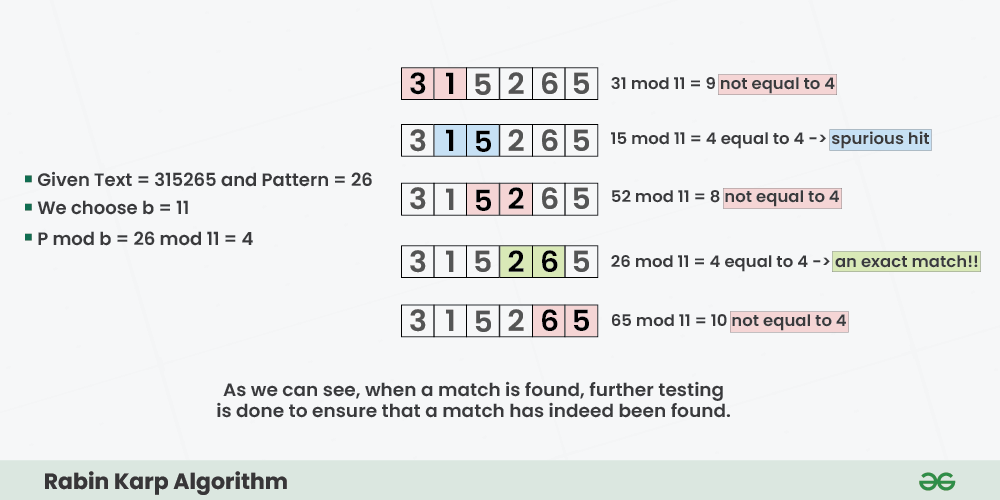 3 1 5 2 6 5 31 mod 11 = 9 not equal to 4
3 1 5 2 6 5 15 mod 11 = 4 equal to 4 -> spurious hit
Given Text = 315265 and Pattern = 26
We choose b = 11
P mod b = 26 mod 11 = 4
3 1 5 2 6 5 52 mod 11 = 8 not equal to 4
3 1 5 2 6 5 26 mod 11 = 4 equal to 4 -> an exact match!!
3 1 5 2 6 5 65 mod 11 = 10 not equal to 4
As we can see, when a match is found, further testing
is done to ensure that a match has indeed been found.
Rabin Karp Algorithm